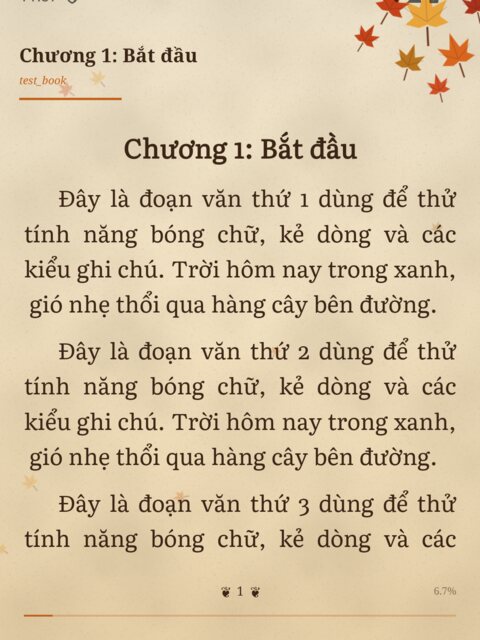 Chương 1: Bắt đầu
test_book
Chương 1: Bắt đầu
Đây là đoạn văn thứ 1 dùng để thử
tính năng bóng chữ, kẻ dòng và các
kiểu ghi chú. Trời hôm nay trong xanh,
gió nhẹ thổi qua hàng cây bên đường.
Đây là đoạn văn thứ 2 dùng để thử
tính năng bóng chữ, kẻ dòng và các
kiểu ghi chú. Trời hôm nay trong xanh,
gió nhẹ thổi qua hàng cây bên đường.
Đây là đoạn văn thứ 3 dùng để thử
tính năng bóng chữ, kẻ dòng và các
❦ 1 ❦
6.7%